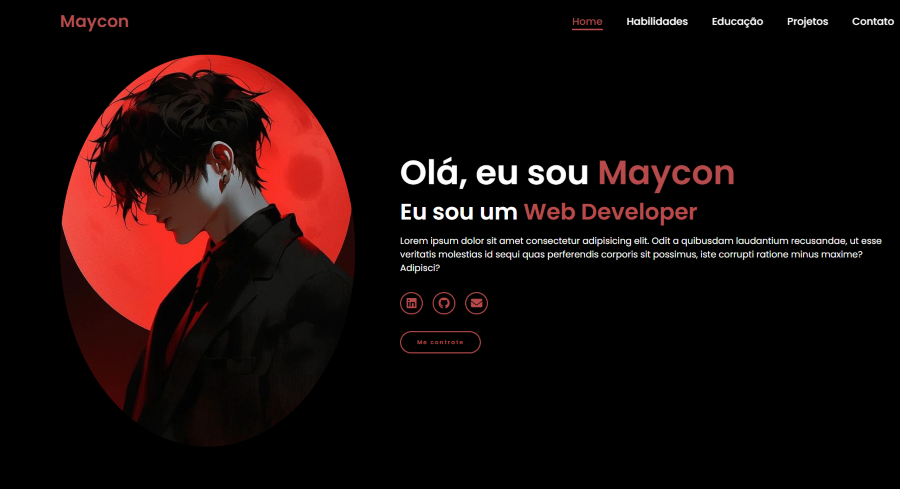 Maycon
Home Habilidades Educação Projetos Contato
Olá, eu sou Maycon
Eu sou um Web Developer
Lorem ipsum dolor sit amet consectetur adipisicing elit. Odit a quibusdam laudantium recusandae, ut esse
veritatis molestias id sequi quas perferendis corporis sit possimus, iste corrupti ratione minus maxime?
Adipisci?
Me contrate